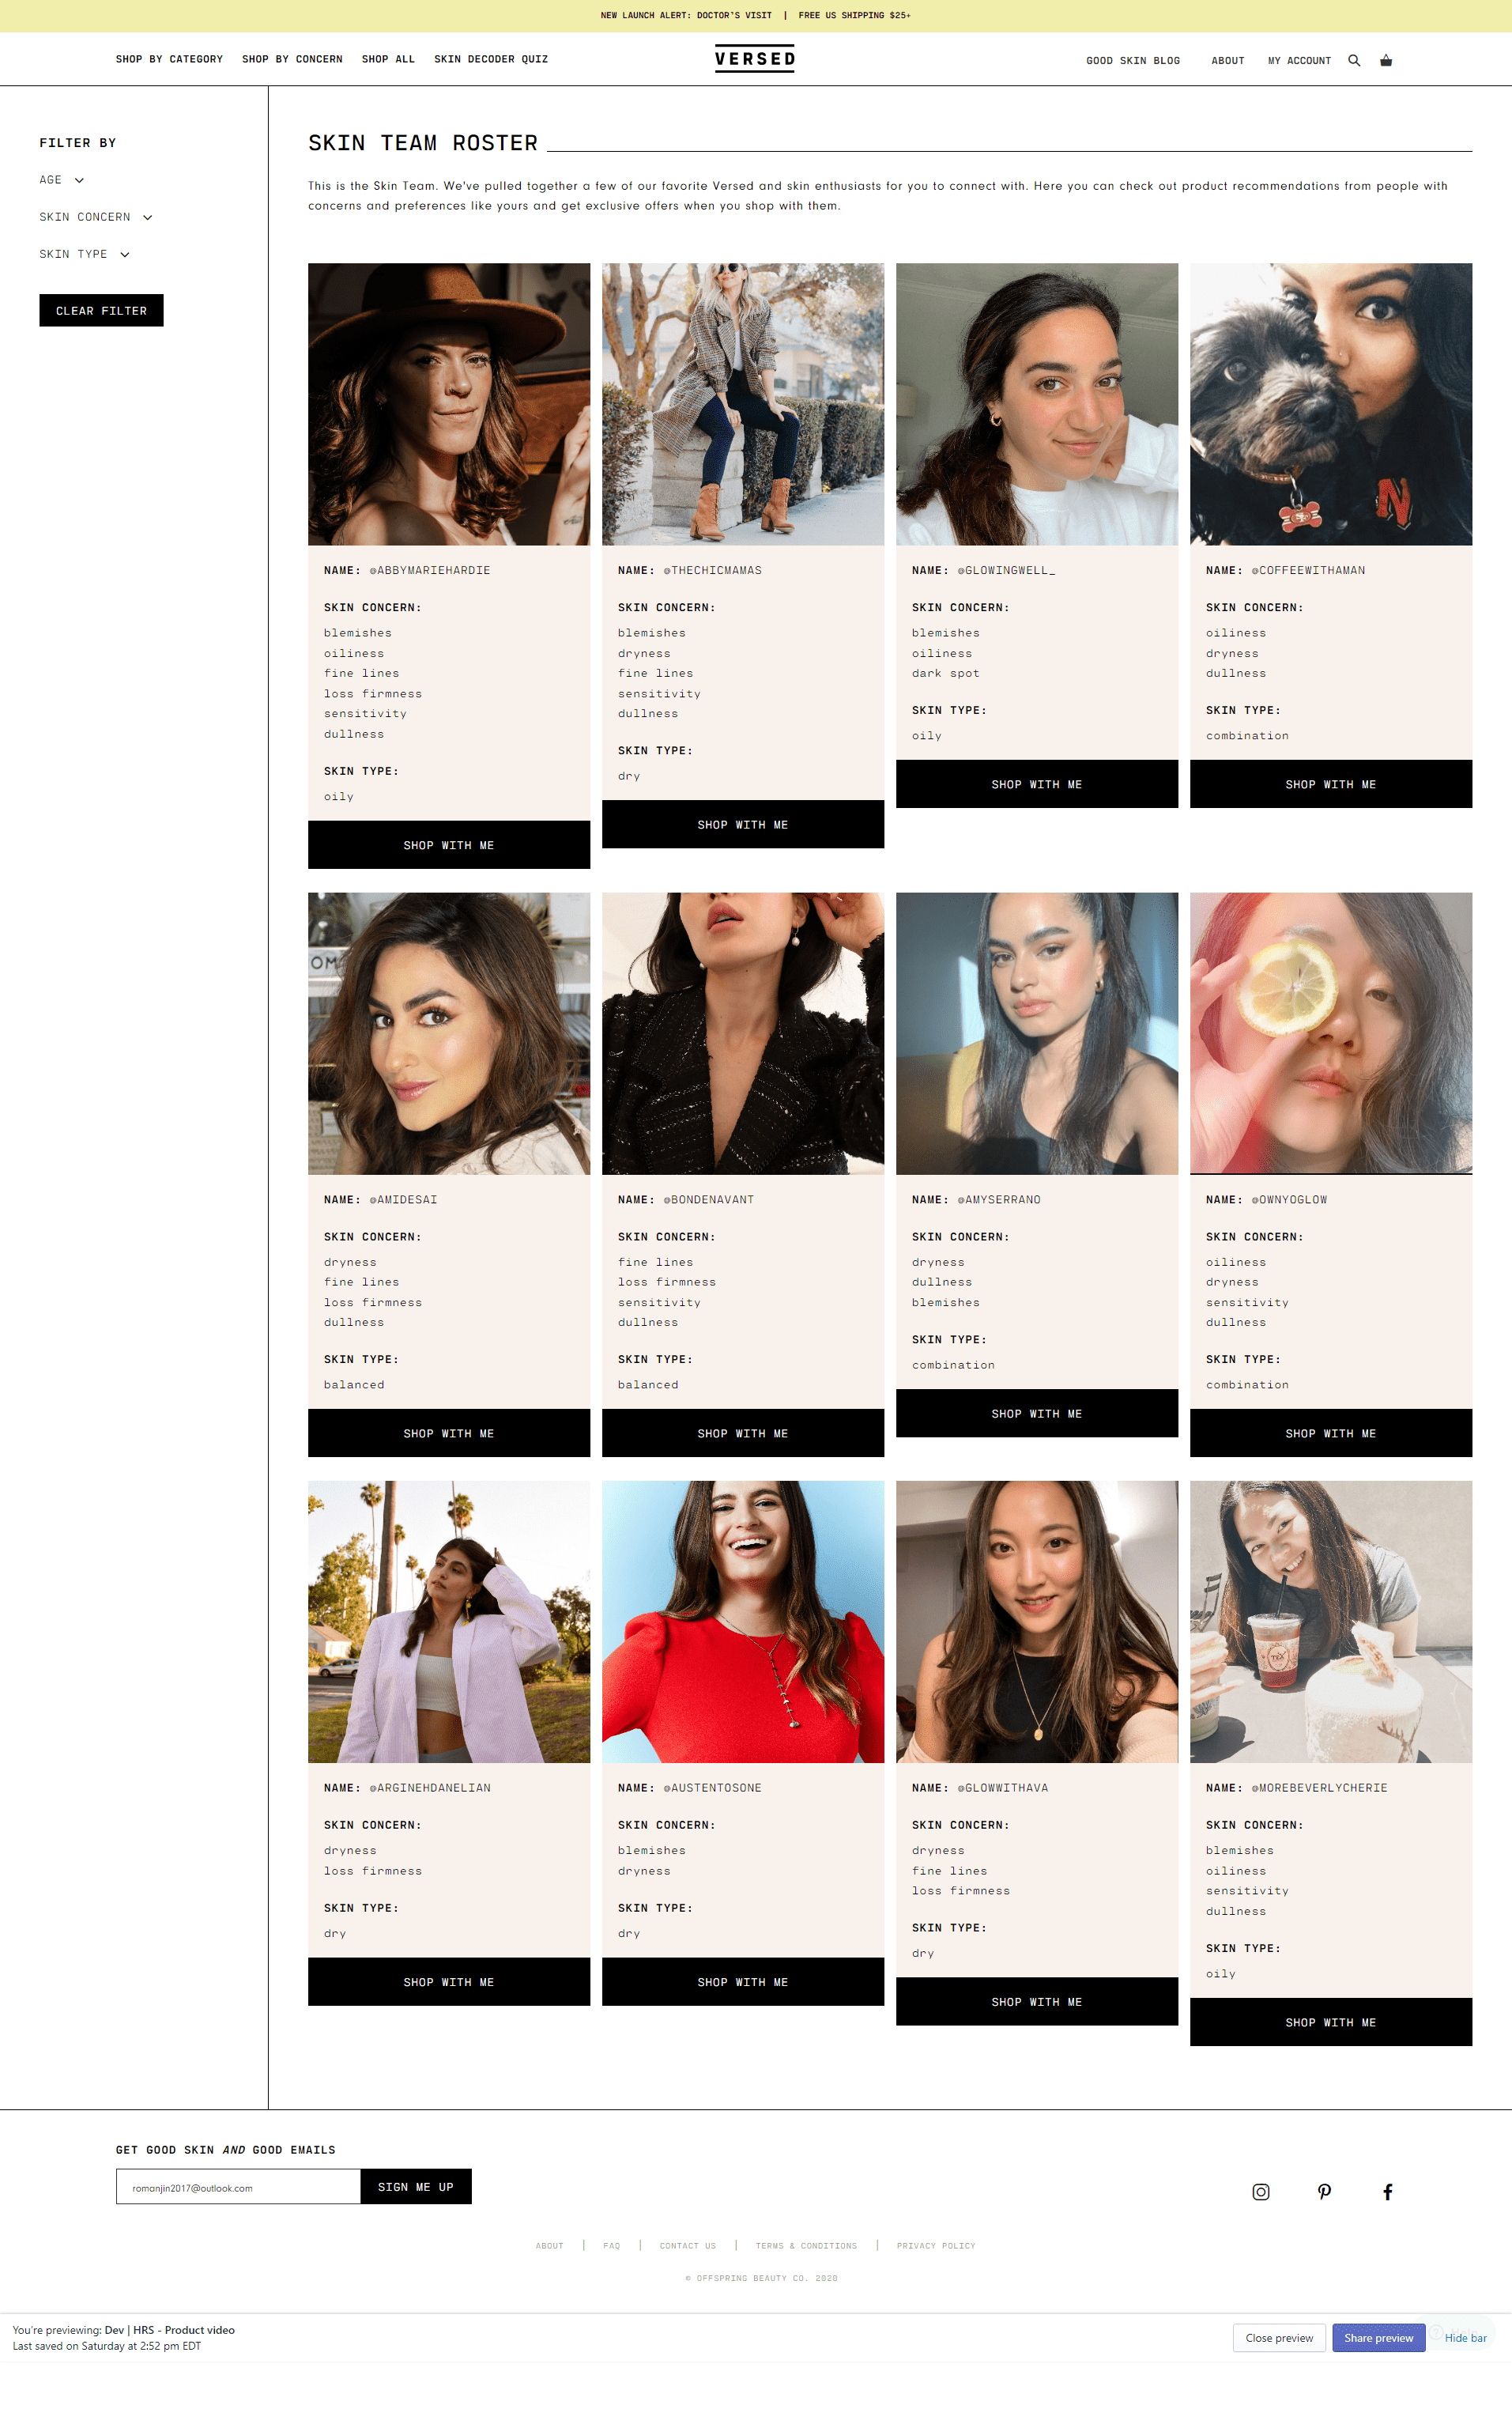 NEW LAUNCH ALERT: DOCTOR'S VISIT | FREE US SHIPPING $25+
SHOP BY CATEGORY SHOP BY CONCERN SHOP ALL SKIN DECODER QUIZ VERSED GOOD SKIN BLOG ABOUT MY ACCOUNT
FILTER BY
AGE
SKIN CONCERN
SKIN TYPE
CLEAR FILTER
SKIN TEAM ROSTER
This is the Skin Team. We've pulled together a few of our favorite Versed and skin enthusiasts for you to connect with. Here you can check out product recommendations from people with
concerns and preferences like yours and get exclusive offers when you shop with them.
N
NAME: @ABBYMARIEHARDIE
SKIN CONCERN:
blemishes
oiliness
fine lines
loss firmness
sensitivity
dullness
SKIN TYPE:
oily
SHOP WITH ME
NAME: @THECHICMAMAS
SKIN CONCERN:
blemishes
dryness
fine lines
sensitivity
dullness
SKIN TYPE:
dry
SHOP WITH ME
NAME: @GLOWINGWELL_
SKIN CONCERN:
blemishes
oiliness
dark spot
SKIN TYPE:
oily
SHOP WITH ME
NAME: @COFFEEWITHAMAN
SKIN CONCERN:
oiliness
dryness
dullness
SKIN TYPE:
combination
SHOP WITH ME
OM
NAME: @AMIDESAI
SKIN CONCERN:
dryness
fine lines
loss firmness
dullness
SKIN TYPE:
balanced
SHOP WITH ME
NAME: @BONDENAVANT
SKIN CONCERN:
fine lines
loss firmness
sensitivity
dullness
SKIN TYPE:
balanced
SHOP WITH ME
NAME: @AMYSERRANO
SKIN CONCERN:
dryness
dullness
blemishes
SKIN TYPE:
combination
SHOP WITH ME
NAME: @OWNYOGLOW
SKIN CONCERN:
oiliness
dryness
sensitivity
dullness
SKIN TYPE:
combination
SHOP WITH ME
NAME: @ARGINEHDANELIAN
SKIN CONCERN:
dryness
loss firmness
SKIN TYPE:
dry
SHOP WITH ME
NAME: @AUSTENTOSONE
SKIN CONCERN:
blemishes
dryness
SKIN TYPE:
dry
SHOP WITH ME
NAME: @GLOWWITHAVA
SKIN CONCERN:
dryness
fine lines
loss firmness
SKIN TYPE:
dry
SHOP WITH ME
NAME: @MOREBEVERLYCHERIE
SKIN CONCERN:
blemishes
oiliness
sensitivity
dullness
SKIN TYPE:
oily
SHOP WITH ME
GET GOOD SKIN AND GOOD EMAILS
romanjin2017@outlook.com SIGN ME UP
ABOUT | FAQ | CONTACT US | TERMS & CONDITIONS | PRIVACY POLICY
© OFFSPRING BEAUTY CO. 2020
You're previewing: Dev | HRS - Product video
Last saved on Saturday at 2:52 pm EDT
Close preview Share preview Hide bar